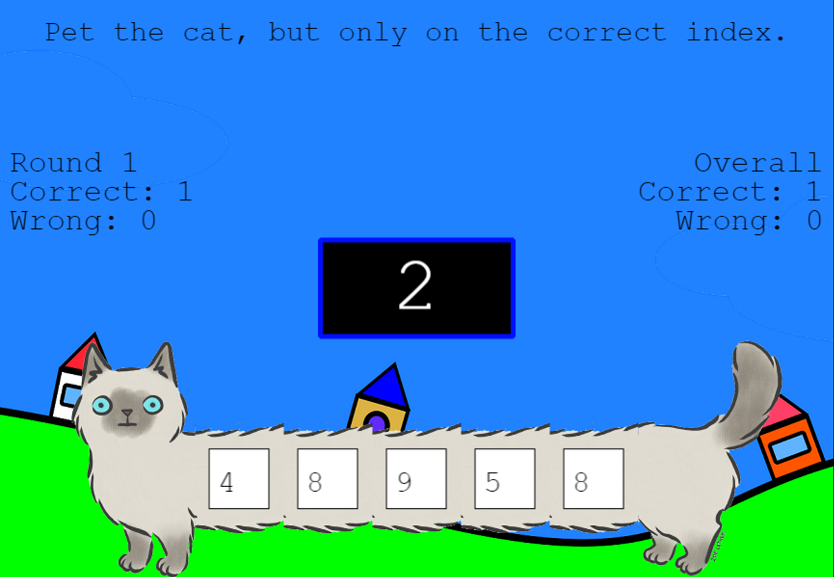 Pet the cat, but only on the correct index.
Round 1
Correct: 1
Wrong: 0
Overall
Correct: 1
Wrong: 0
2
4 8 9 5 8